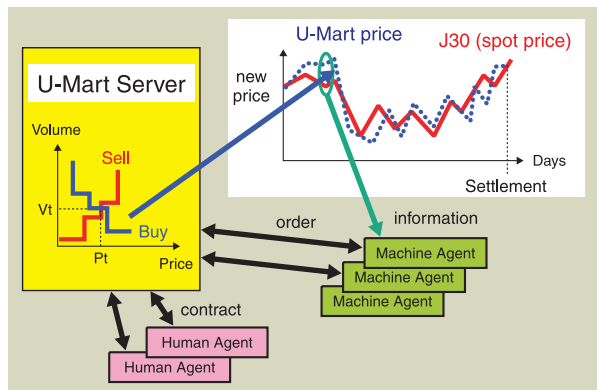 U-Mart Server
Volume
Sell
Vt
Buy
Pt
Price
U-Mart price
J30 (spot price)
new
price
Days
Settlement
order
information
contract
Machine Agent
Machine Agent
Machine Agent
Human Agent
Human Agent